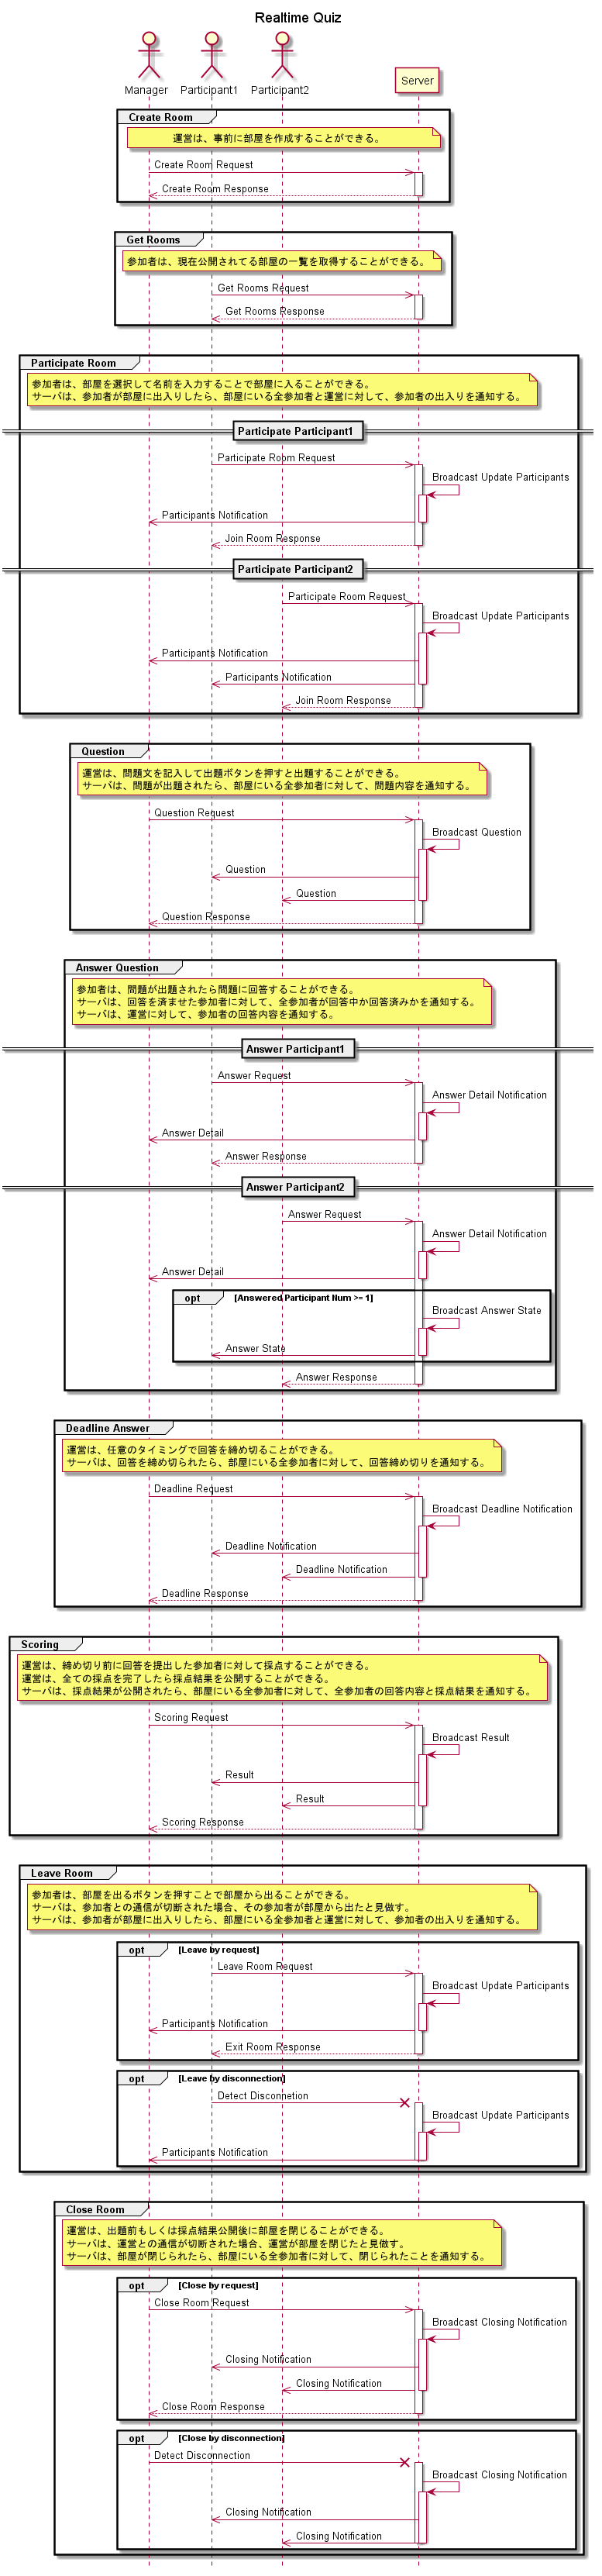 Realtime Quiz
Manager
Participant1
Participant2
Server
Create Room
運営は、事前に部屋を作成することができる。
Create Room Request
Create Room Response
Get Rooms
参加者は、現在公開されてる部屋の一覧を取得することができる。
Get Rooms Request
Get Rooms Response
Participate Room
参加者は、部屋を選択して名前を入力することで部屋に入ることができる。
サーバは、参加者が部屋に出入りしたら、部屋にいる全参加者と運営に対して、参加者の出入りを通知する。
Participate Participant1
Participate Room Request
Broadcast Update Participants
Participants Notification
Join Room Response
Participate Participant2
Participate Room Request
Broadcast Update Participants
Participants Notification
Participants Notification
Join Room Response
Question
運営は、問題文を記入して出題ボタンを押すと出題することができる。
サーバは、問題が出題されたら、部屋にいる全参加者に対して、問題内容を通知する。
Question Request
Broadcast Question
Question
Question
Question Response
Answer Question
参加者は、問題が出題されたら問題に回答することができる。
サーバは、回答を済ませた参加者に対して、全参加者が回答中か回答済みかを通知する。
サーバは、運営に対して、参加者の回答内容を通知する。
Answer Participant1
Answer Request
Answer Detail Notification
Answer Detail
Answer Response
Answer Participant2
Answer Request
Answer Detail Notification
Answer Detail
opt [Answered Participant Num >= 1]
Broadcast Answer State
Answer State
Answer Response
Deadline Answer
運営は、任意のタイミングで回答を締め切ることができる。
サーバは、回答を締め切られたら、部屋にいる全参加者に対して、回答締め切りを通知する。
Deadline Request
Broadcast Deadline Notification
Deadline Notification
Deadline Notification
Deadline Response
Scoring
運営は、締め切り前に回答を提出した参加者に対して採点することができる。
運営は、全ての採点を完了したら採点結果を公開することができる。
サーバは、採点結果が公開されたら、部屋にいる全参加者に対して、全参加者の回答内容と採点結果を通知する。
Scoring Request
Broadcast Result
Result
Result
Scoring Response
Leave Room
参加者は、部屋を出るボタンを押すことで部屋から出ることができる。
サーバは、参加者との通信が切断された場合、その参加者が部屋から出たと見做す。
サーバは、参加者が部屋に出入りしたら、部屋にいる全参加者と運営に対して、参加者の出入りを通知する。
opt [Leave by request]
Leave Room Request
Broadcast Update Participants
Participants Notification
Exit Room Response
opt [Leave by disconnection]
Detect Disconnetion
Broadcast Update Participants
Participants Notification
Close Room
運営は、出題前もしくは採点結果公開後に部屋を閉じることができる。
サーバは、運営との通信が切断された場合、運営が部屋を閉じたと見做す。
サーバは、部屋が閉じられたら、部屋にいる全参加者に対して、閉じられたことを通知する。
opt [Close by request]
Close Room Request
Broadcast Closing Notification
Closing Notification
Closing Notification
Close Room Response
opt [Close by disconnection]
Detect Disconnection
Broadcast Closing Notification
Closing Notification
Closing Notification